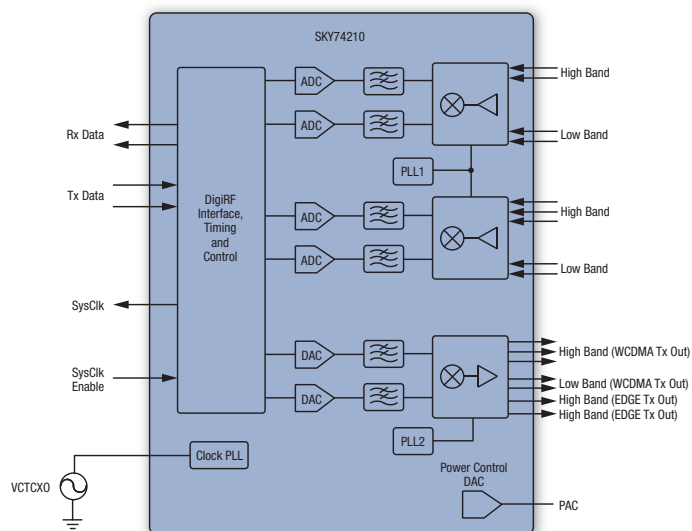 SKY74210
ADC
High Band
ADC
Rx Data
Low Band
PLL1
Tx Data
DigiRF
Interface,
Timing
and
Control
ADC
High Band
ADC
Low Band
SysClk
DAC
High Band (WCDMA Tx Out)
SysClk
Enable
DAC
Low Band (WCDMA Tx Out)
High Band (EDGE Tx Out)
High Band (EDGE Tx Out)
PLL2
Clock PLL
Power Control
DAC
VCTCXO
PAC